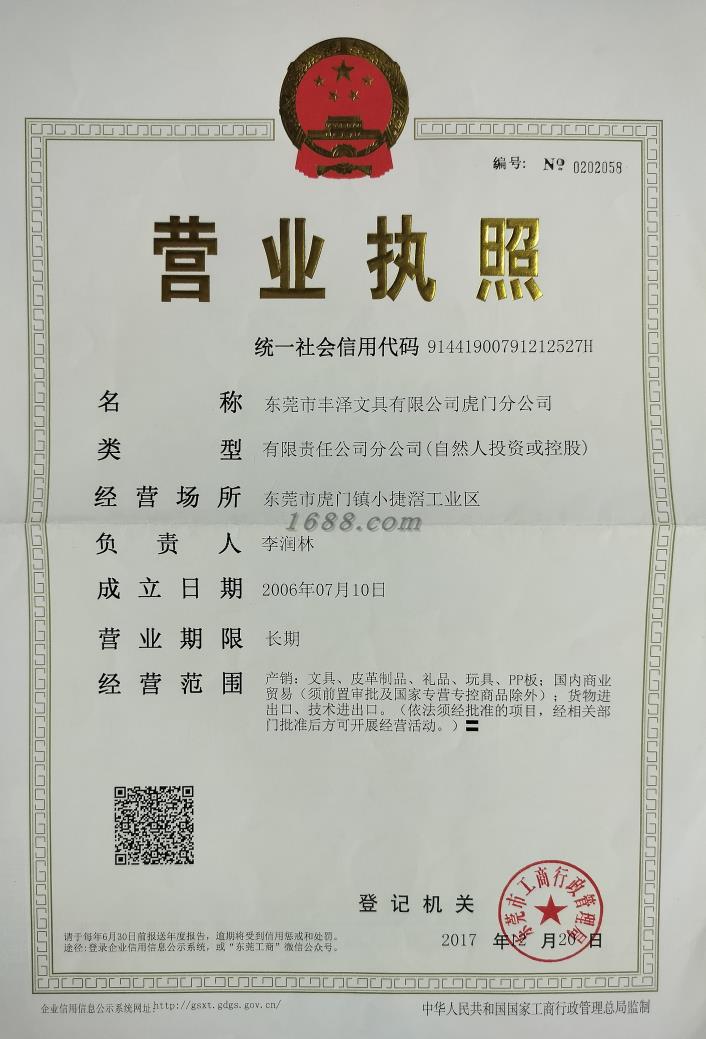 编号: No 0202058
营业执照
统一社会信用代码 91441900791212527H
名称 东莞市丰泽文具有限公司虎门分公司
类型 有限责任公司分公司(自然人投资或控股)
经营场所 东莞市虎门镇小捷滘工业区
1688.com
负责人 李润林
成立日期 2006年07月10日
营业期限 长期
经营范围 产销：文具、皮革制品、礼品、玩具、PP板；国内商业
贸易（须前置审批及国家专营专控商品除外）；货物进
出口、技术进出口。（依法须经批准的项目，经相关部
门批准后方可开展经营活动。）〓
登记机关
东莞市工商行政管理局
2017 年12 月20 日
请于每年6月30日前报送年度报告，逾期将受到信用惩戒和处罚。
途径:登录企业信用信息公示系统，或“东莞工商”微信公众号。
企业信用信息公示系统网址:http://gsxt.gdgs.gov.cn/
中华人民共和国国家工商行政管理总局监制